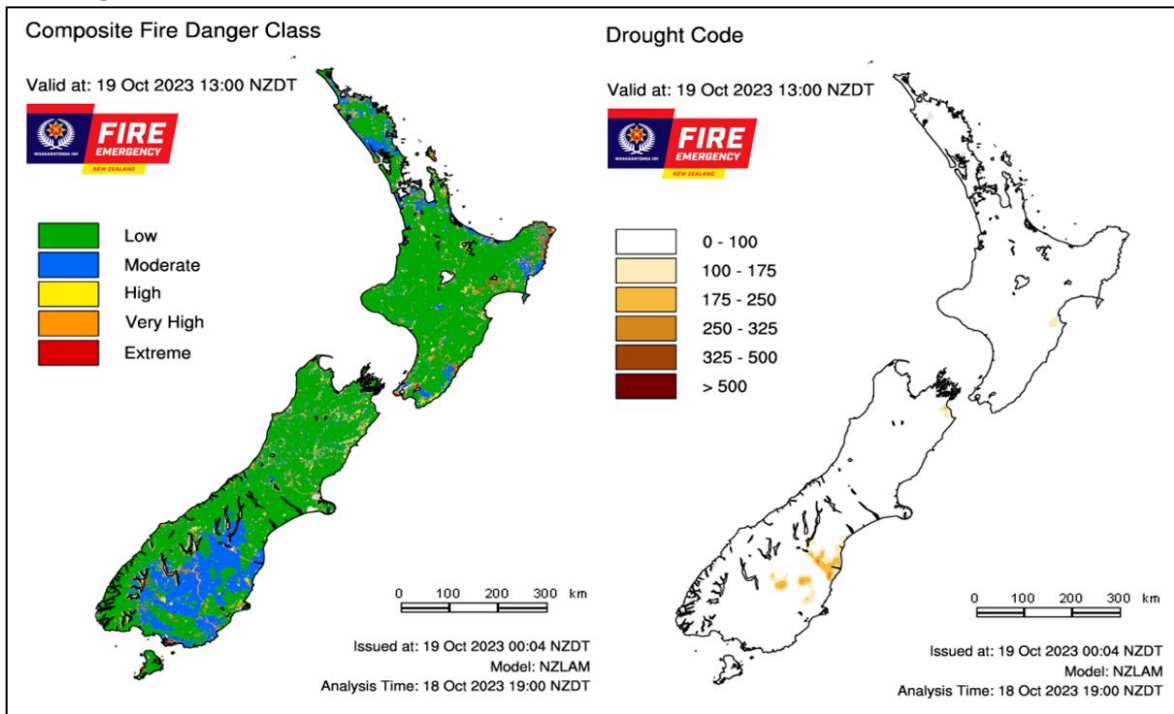 Composite Fire Danger Class
Valid at: 19 Oct 2023 13:00 NZDT
FIRE
EMERGENCY
NEW ZEALAND
Low
Moderate
High
Very High
Extreme
0 100 200 300 km
Issued at: 19 Oct 2023 00:04 NZDT
Model: NZLAM
Analysis Time: 18 Oct 2023 19:00 NZDT
Drought Code
Valid at: 19 Oct 2023 13:00 NZDT
FIRE
EMERGENCY
NEW ZEALAND
0 - 100
100 - 175
175 - 250
250 - 325
325 - 500
> 500
0 100 200 300 km
Issued at: 19 Oct 2023 00:04 NZDT
Model: NZLAM
Analysis Time: 18 Oct 2023 19:00 NZDT